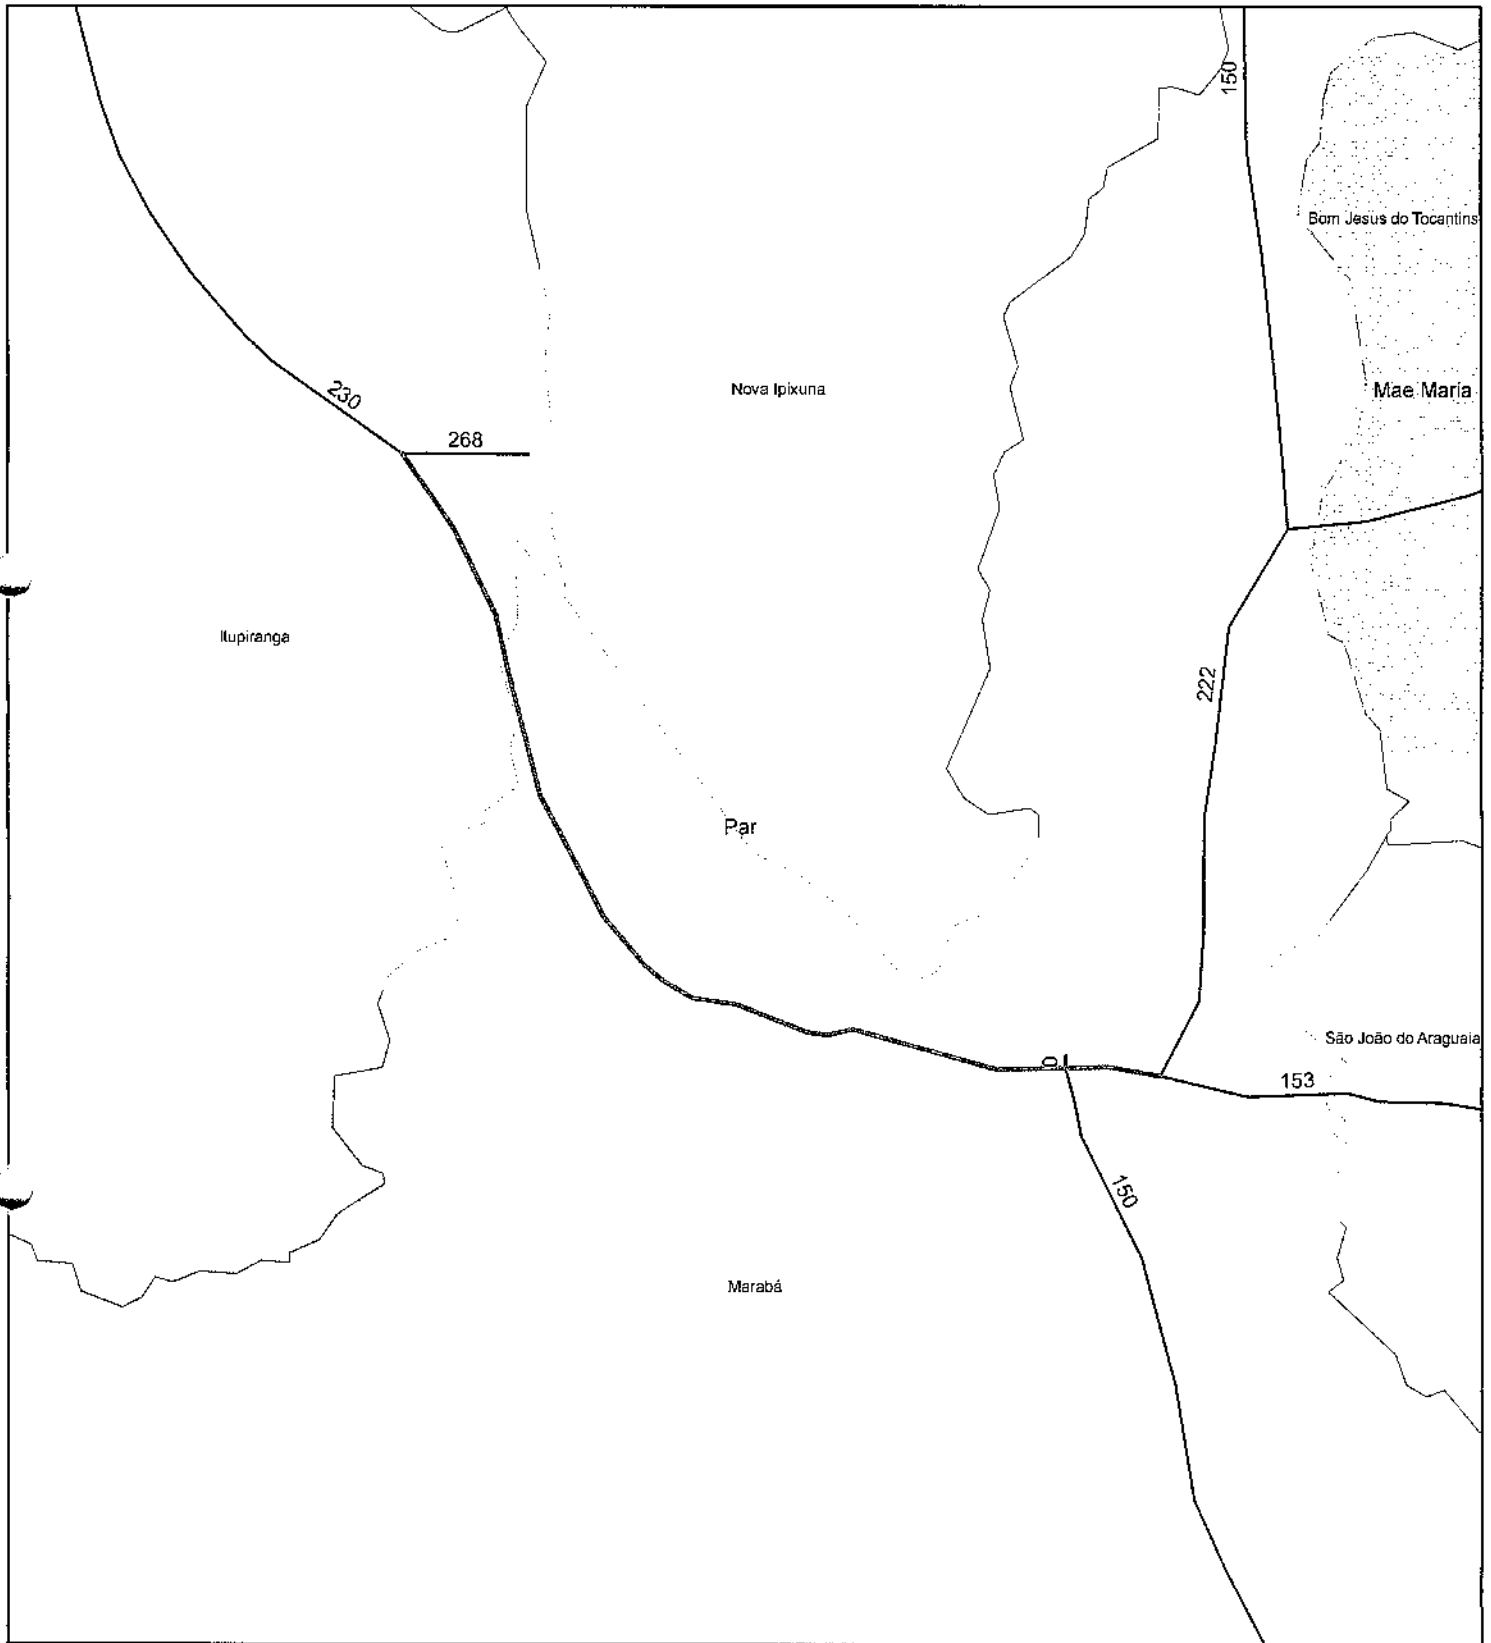 150
Bom Jesus do Tocantins
Nova Ipixuna
Mae Maria
230
268
Itupiranga
222
Par
São João do Araguaia
0
153
150
Marabá